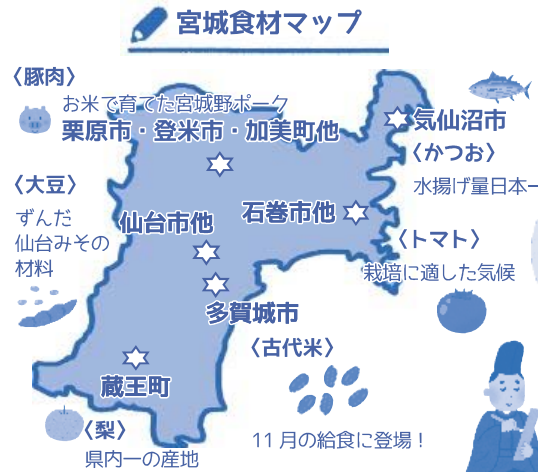 宮城食材マップ
〈豚肉〉
お米で育てた宮城野ポーク
栗原市・登米市・加美町他
気仙沼市
〈かつお〉
水揚げ量日本一
〈大豆〉
ずんだ
仙台みその
材料
仙台市他
石巻市他
〈トマト〉
栽培に適した気候
多賀城市
〈古代米〉
11月の給食に登場！
蔵王町
〈梨〉
県内一の産地